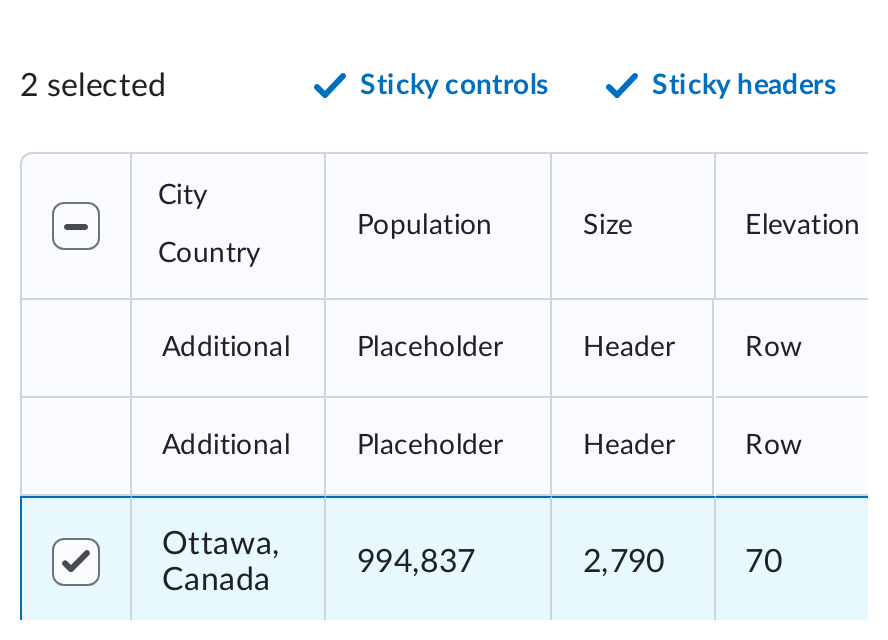 2 selected
Sticky controls
Sticky headers
City
Country
Population
Size
Elevation
Additional
Placeholder
Header
Row
Additional
Placeholder
Header
Row
Ottawa,
Canada
994,837
2,790
70